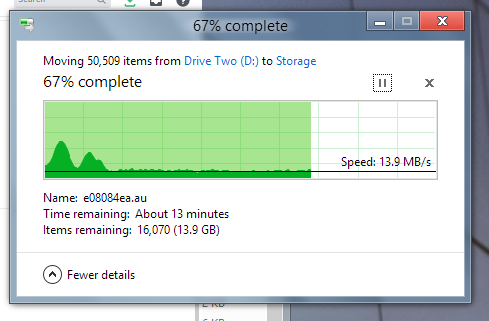 Search
67% complete
Moving 50,509 items from Drive Two (D:) to Storage
67% complete
Speed: 13.9 MB/s
Name: e08084ea.au
Time remaining: About 13 minutes
Items remaining: 16,070 (13.9 GB)
Fewer details